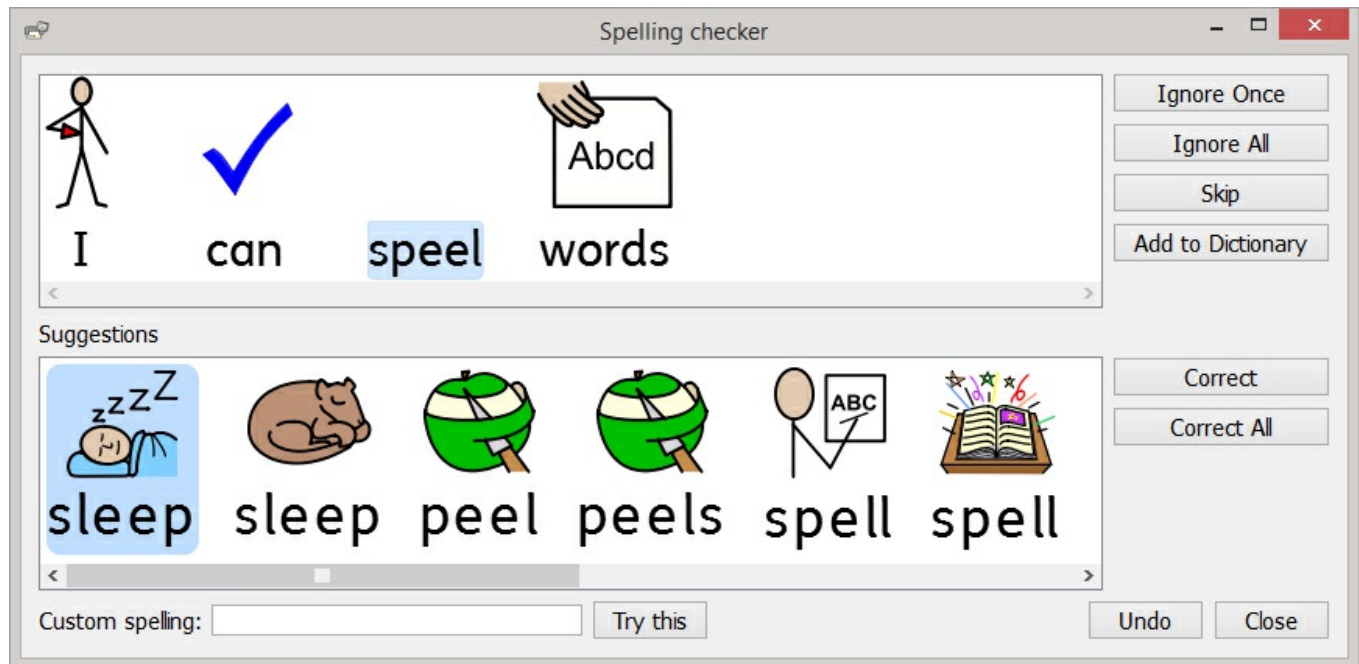 Spelling checker
Abcd
I can speel words
Ignore Once
Ignore All
Skip
Add to Dictionary
Suggestions
zzzZ
ABC
sleep sleep peel peels spell spell
Correct
Correct All
Custom spelling: Try this Undo Close